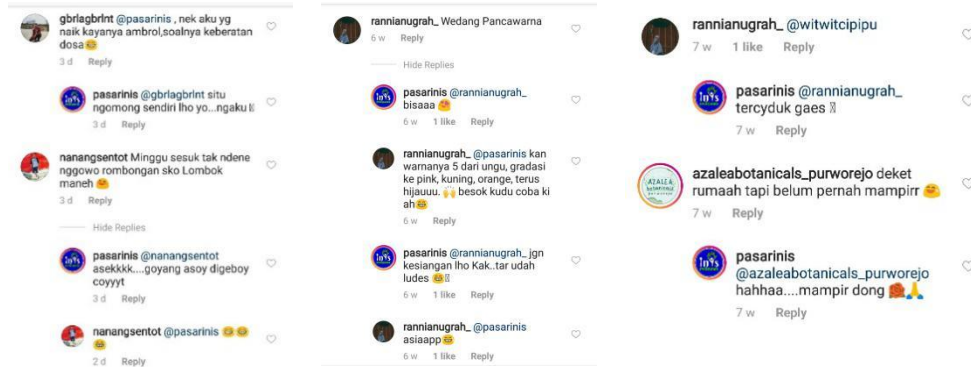 gbrlagbrlnt @pasarinis , nek aku yg
naik kayanya ambrol,soalnya keberatan
dosa😂
3 d Reply
pasarinis @gbrlagbrlnt situ
ngomong sendiri lho yo...ngaku
3 d Reply
nanangsentot Minggu sesuk tak ndene
nggowo rombongan sko Lombok
maneh 🤗
3 d Reply
Hide Replies
pasarinis @nanangsentot
asekkkk....goyang asoy digeboy
coyyyt
3 d Reply
nanangsentot @pasarinis 😂😂
😂
2 d Reply
rannianugrah_ Wedang Pancawarna
6 w Reply
Hide Replies
pasarinis @rannianugrah_
bisaaa 😍
6 w 1 like Reply
rannianugrah_ @pasarinis kan
warnanya 5 dari ungu, gradasi
ke pink, kuning, orange, terus
hijauuu. 🙌 besok kudu coba ki
ah😂
6 w Reply
pasarinis @rannianugrah_ jgn
kesiangan lho Kak..tar udah
ludes 😂
6 w 1 like Reply
rannianugrah_ @pasarinis
asiaapp😂
6 w 1 like Reply
rannianugrah_ @witwitcipipu
7 w 1 like Reply
pasarinis @rannianugrah_
tercyduk gaes
7 w Reply
azaleabotanicals_purworejo deket
rumaah tapi belum pernah mampirr 😅
7 w Reply
pasarinis
@azaleabotanicals_purworejo
hahhaa....mampir dong 🙏
7 w Reply